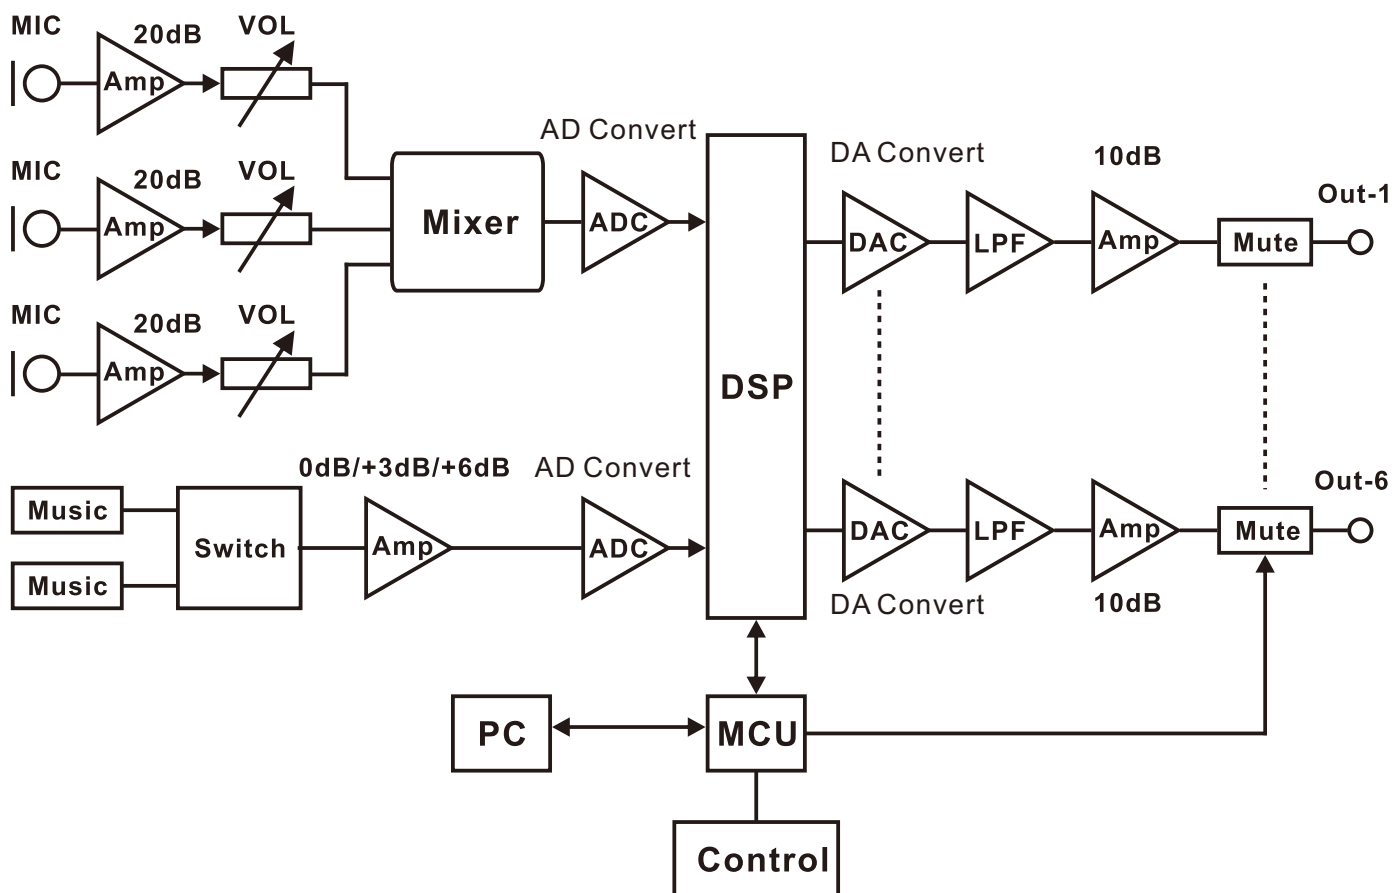 MIC
20dB
VOL
Amp
MIC
20dB
VOL
Amp
MIC
20dB
VOL
Amp
Mixer
AD Convert
ADC
DSP
DA Convert
DAC
LPF
10dB
Amp
Mute
Out-1
Music
Music
Switch
0dB/+3dB/+6dB
Amp
AD Convert
ADC
DAC
DA Convert
LPF
Amp
10dB
Mute
Out-6
PC
MCU
Control